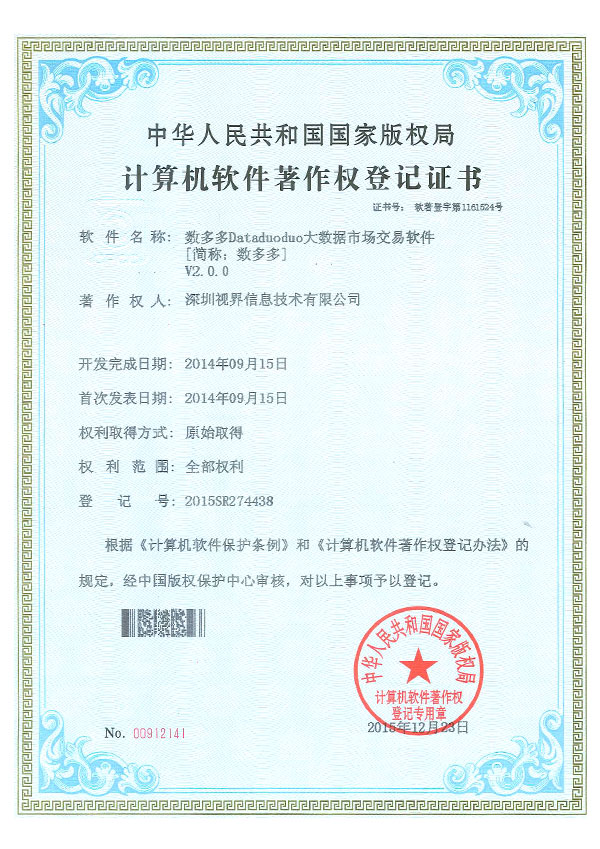 中华人民共和国国家版权局
计算机软件著作权登记证书
证书号： 软著登字第1161524号
软件名称： 数多多Dataduoduo大数据市场交易软件
[简称：数多多]
V2.0.0
著作权人： 深圳视界信息技术有限公司
开发完成日期： 2014年09月15日
首次发表日期： 2014年09月15日
权利取得方式： 原始取得
权利范围： 全部权利
登记号： 2015SR274438
根据《计算机软件保护条例》和《计算机软件著作权登记办法》的
规定，经中国版权保护中心审核，对以上事项予以登记。
中华人民共和国国家版权局
计算机软件著作权
登记专用章
No. 00912141
2015年12月23日